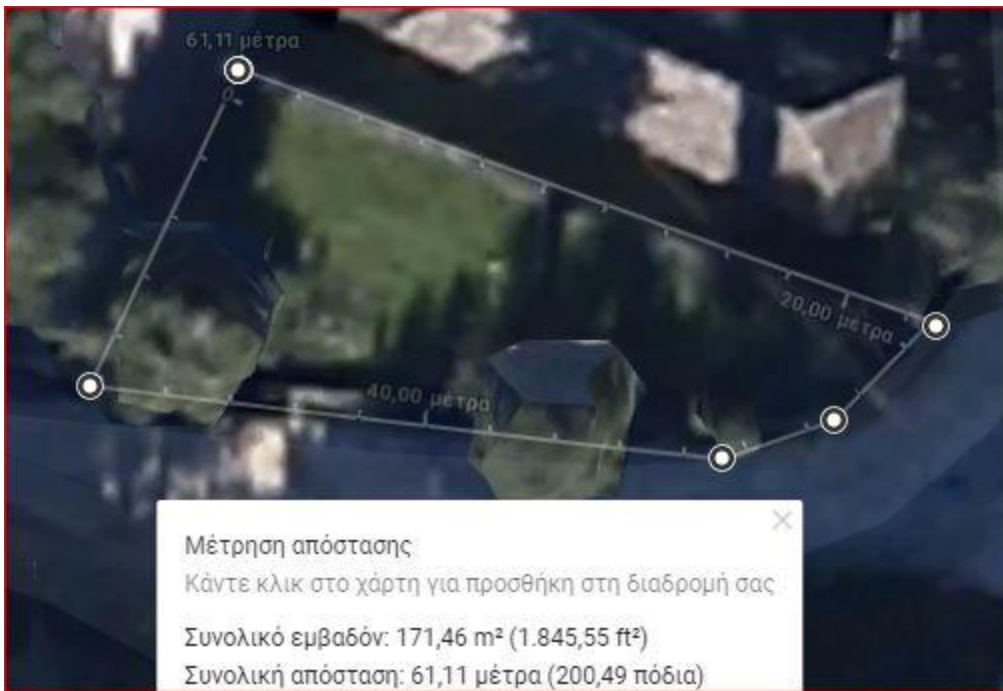 61,11 μέτρα
0
20,00 μέτρα
40,00 μέτρα
Μέτρηση απόστασης
Κάντε κλικ στο χάρτη για προσθήκη στη διαδρομή σας
Συνολικό εμβαδόν: 171,46 m² (1.845,55 ft²)
Συνολική απόσταση: 61,11 μέτρα (200,49 πόδια)